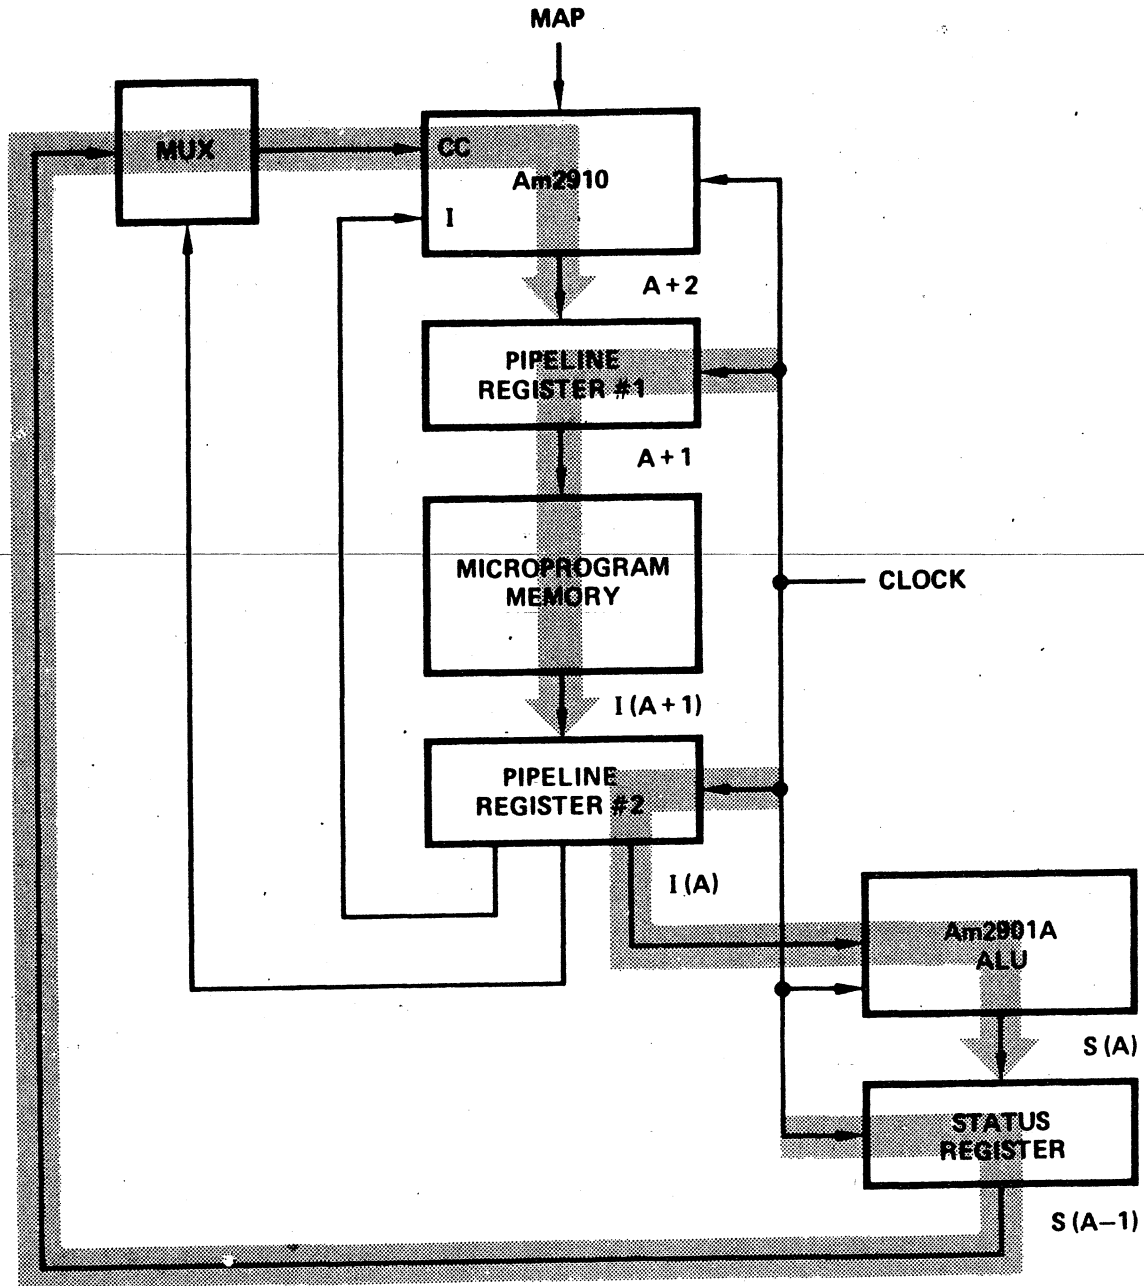 MAP
MUX
CC
Am2910
I
A+2
PIPELINE
REGISTER #1
A+1
MICROPROGRAM
MEMORY
CLOCK
I (A+1)
PIPELINE
REGISTER #2
I (A)
Am2901A
ALU
S (A)
STATUS
REGISTER
S (A−1)